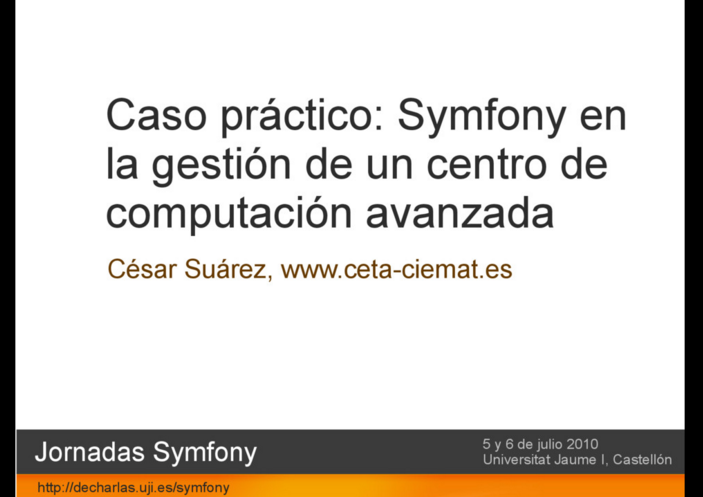 Caso práctico: Symfony en
la gestión de un centro de
computación avanzada
César Suárez, www.ceta-ciemat.es
Jornadas Symfony
5 y 6 de julio 2010
Universitat Jaume I, Castellón
http://decharlas.uji.es/symfony